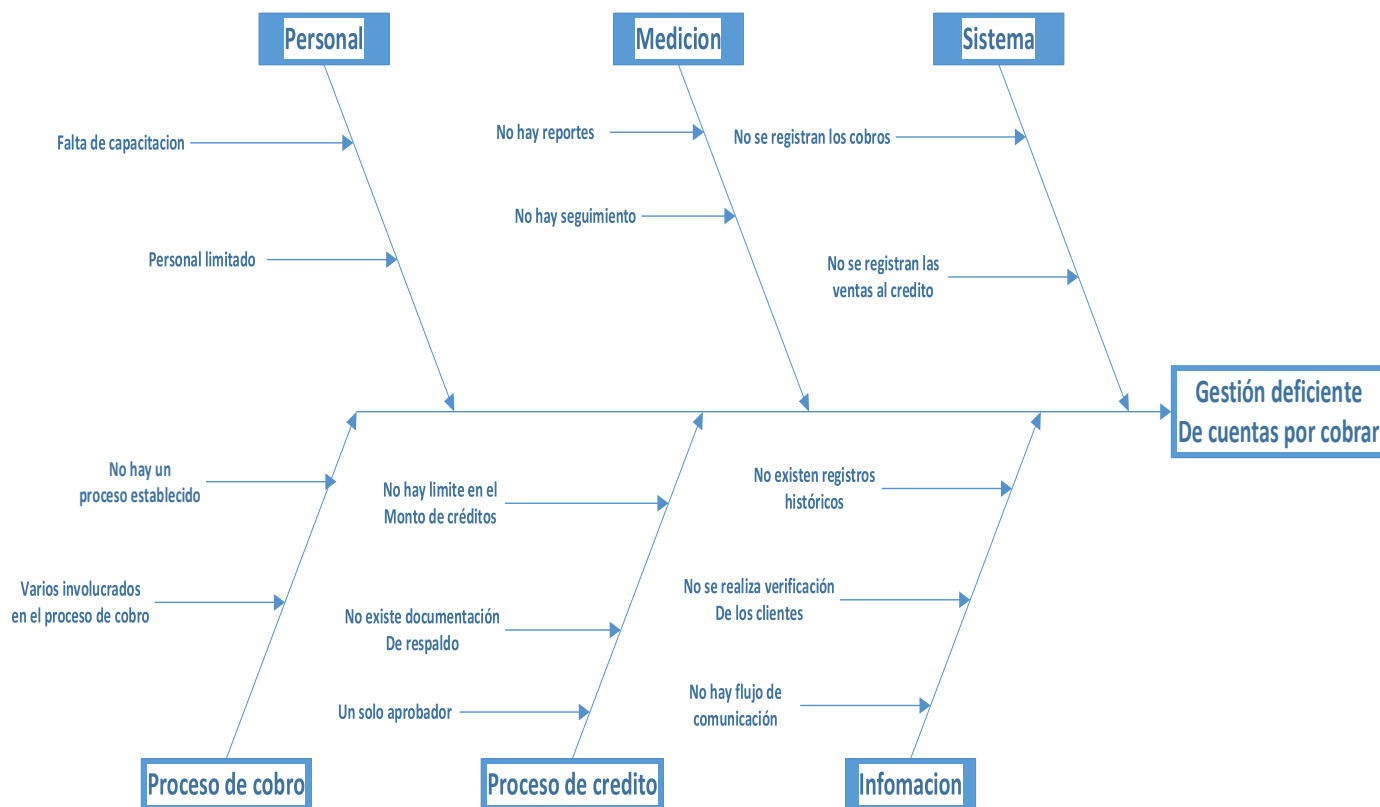 Personal
Medicion
Sistema
Falta de capacitacion
No hay reportes
No se registran los cobros
No hay seguimiento
Personal limitado
No se registran las
ventas al credito
Gestión deficiente
De cuentas por cobrar
No hay un
proceso establecido
No hay limite en el
Monto de créditos
No existen registros
históricos
Varios involucrados
en el proceso de cobro
No existe documentación
De respaldo
No se realiza verificación
De los clientes
Un solo aprobador
No hay flujo de
comunicación
Proceso de cobro
Proceso de credito
Infomacion